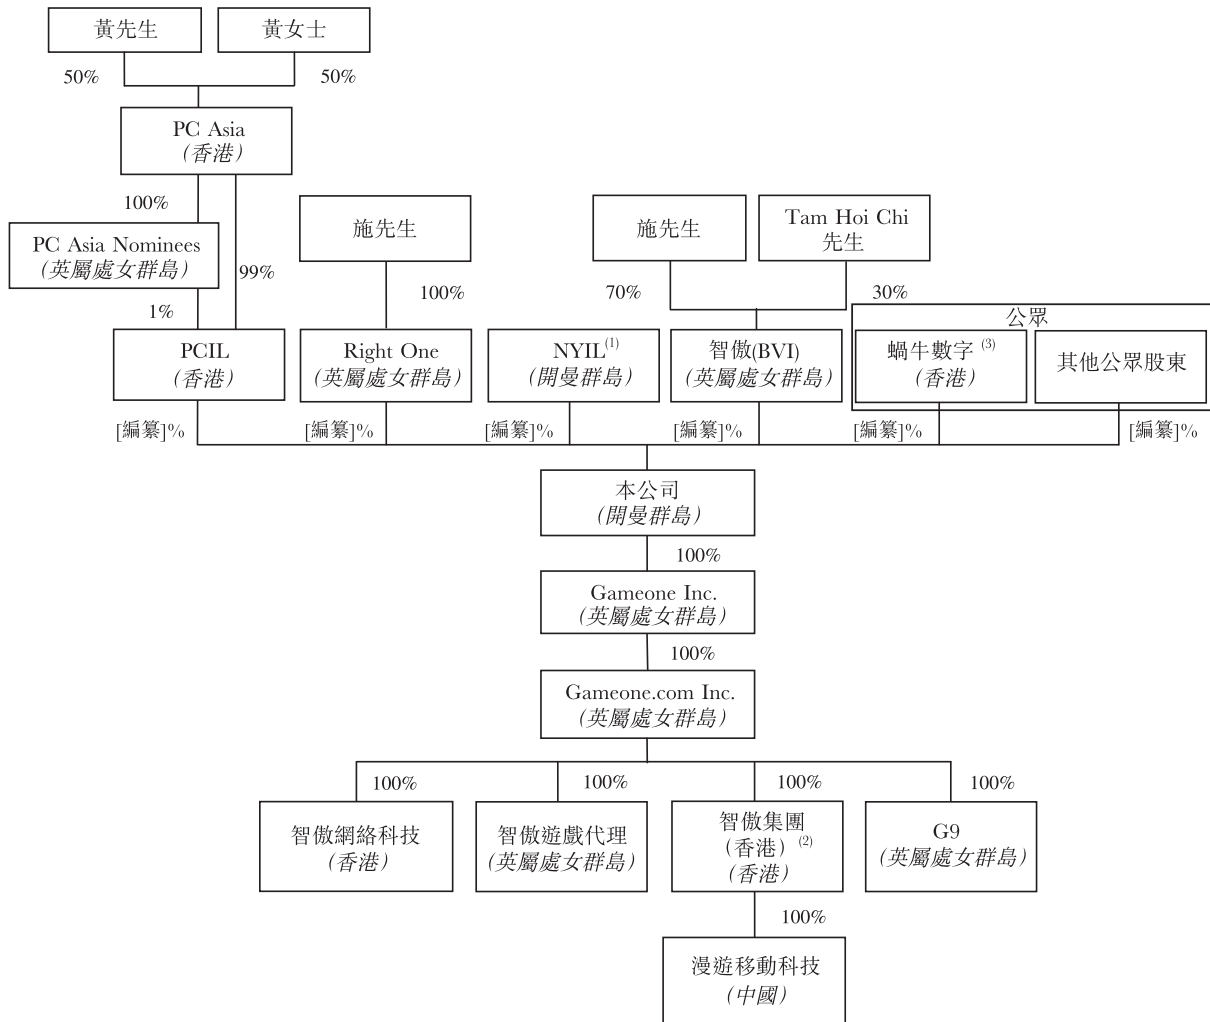 黃先生
黃女士
50%
50%
PC Asia
(香港)
100%
PC Asia Nominees
(英屬處女群島)
99%
1%
施先生
100%
施先生
Tam Hoi Chi
先生
70%
30%
公眾
PCIL
(香港)
Right One
(英屬處女群島)
NYIL(1)
(開曼群島)
智傲(BVI)
(英屬處女群島)
蝸牛數字 (3)
(香港)
其他公眾股東
[編纂]%
[編纂]%
[編纂]%
[編纂]%
[編纂]%
[編纂]%
本公司
(開曼群島)
100%
Gameone Inc.
(英屬處女群島)
100%
Gameone.com Inc.
(英屬處女群島)
100%
100%
100%
100%
智傲網絡科技
(香港)
智傲遊戲代理
(英屬處女群島)
智傲集團
(香港) (2)
(香港)
G9
(英屬處女群島)
100%
漫遊移動科技
(中國)